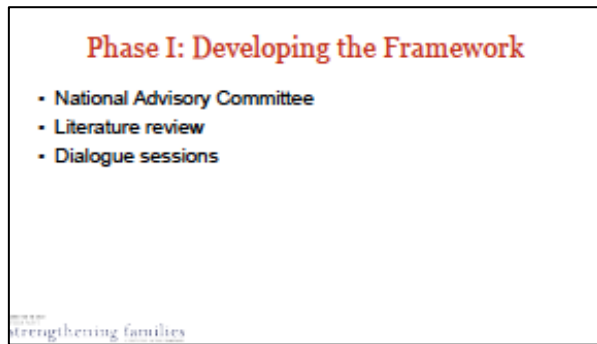 Phase I: Developing the Framework
▪ National Advisory Committee
▪ Literature review
▪ Dialogue sessions
strengthening families